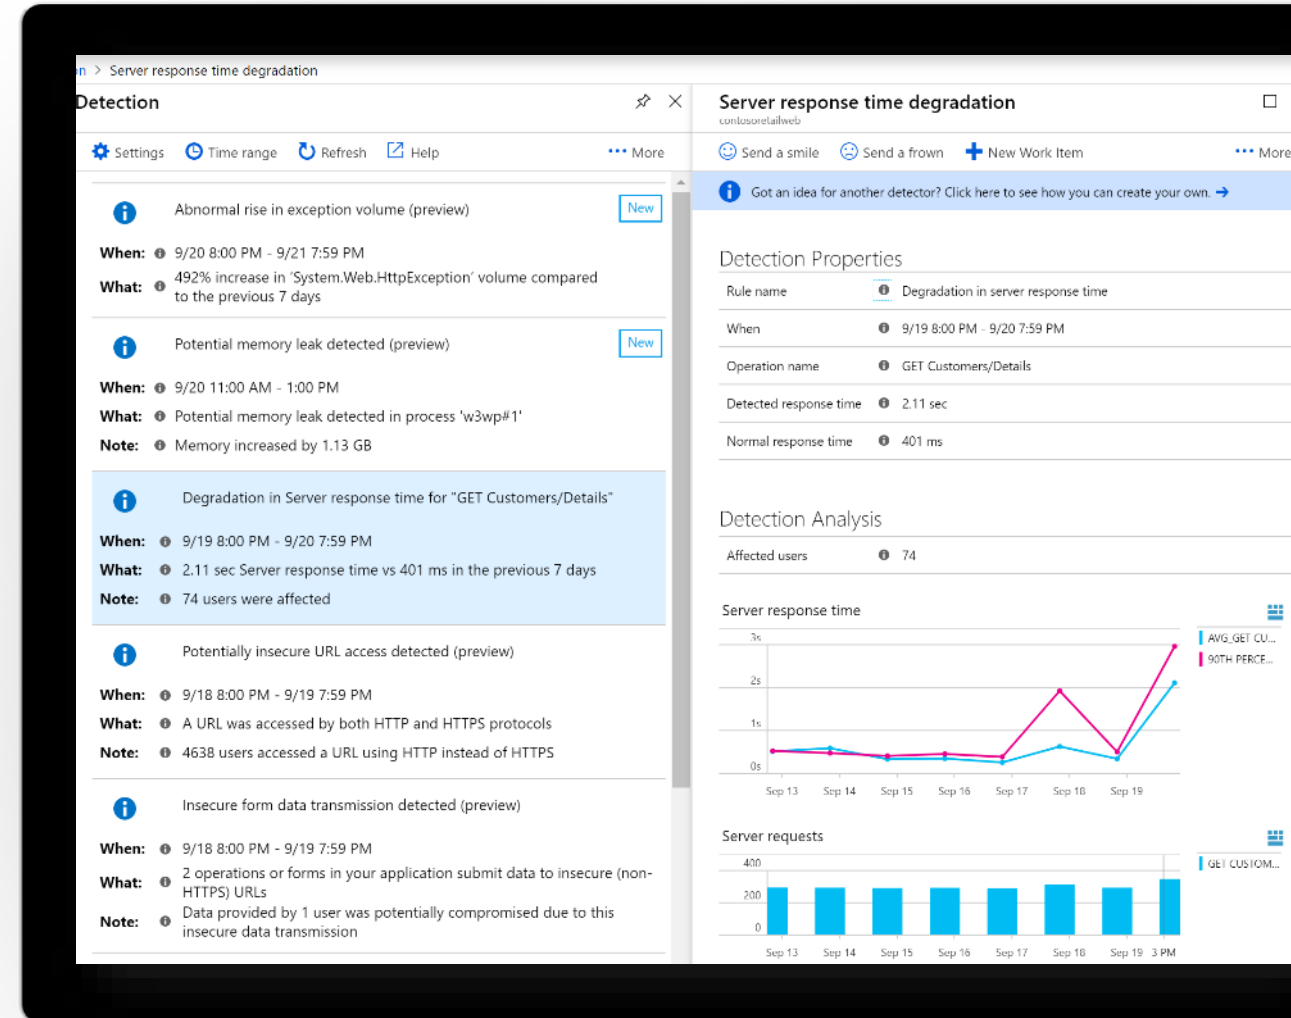 n > Server response time degradation
Detection
Settings Time range Refresh Help ... More
Abnormal rise in exception volume (preview) New
When: 9/20 8:00 PM - 9/21 7:59 PM
What: 492% increase in 'System.Web.HttpException' volume compared
to the previous 7 days
Potential memory leak detected (preview) New
When: 9/20 11:00 AM - 1:00 PM
What: Potential memory leak detected in process 'w3wp#1'
Note: Memory increased by 1.13 GB
Degradation in Server response time for "GET Customers/Details"
When: 9/19 8:00 PM - 9/20 7:59 PM
What: 2.11 sec Server response time vs 401 ms in the previous 7 days
Note: 74 users were affected
Potentially insecure URL access detected (preview)
When: 9/18 8:00 PM - 9/19 7:59 PM
What: A URL was accessed by both HTTP and HTTPS protocols
Note: 4638 users accessed a URL using HTTP instead of HTTPS
Insecure form data transmission detected (preview)
When: 9/18 8:00 PM - 9/19 7:59 PM
What: 2 operations or forms in your application submit data to insecure (non-
HTTPS) URLs
Note: Data provided by 1 user was potentially compromised due to this
insecure data transmission
Server response time degradation
contosoretailweb
Send a smile Send a frown New Work Item ... More
Got an idea for another detector? Click here to see how you can create your own.
Detection Properties
Rule name Degradation in server response time
When 9/19 8:00 PM - 9/20 7:59 PM
Operation name GET Customers/Details
Detected response time 2.11 sec
Normal response time 401 ms
Detection Analysis
Affected users 74
Server response time
3s
2s
1s
0s
Sep 13 Sep 14 Sep 15 Sep 16 Sep 17 Sep 18 Sep 19
AVG_GET CU...
90TH PERCE...
Server requests
400
200
0
Sep 13 Sep 14 Sep 15 Sep 16 Sep 17 Sep 18 Sep 19 3 PM
GET CUSTOM...